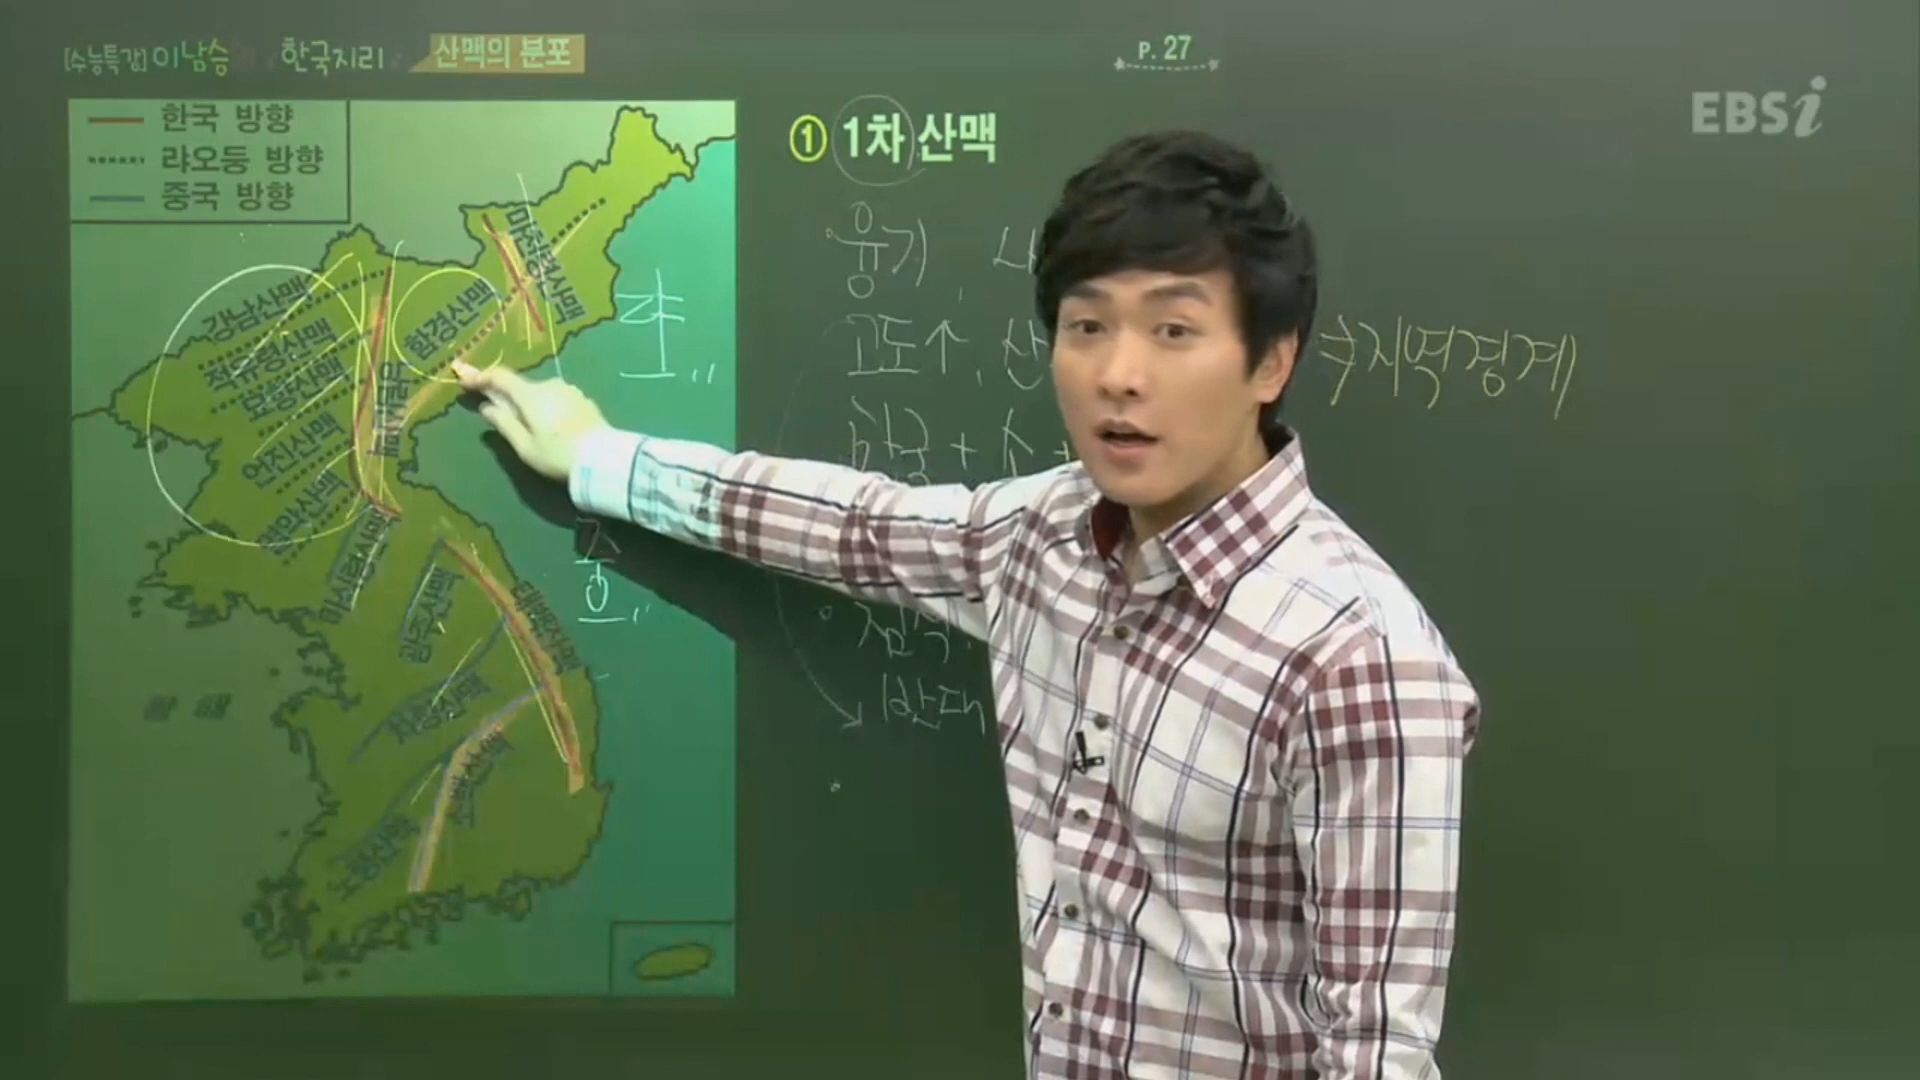 [수능특강] 이남승 한국지리 산맥의 분포
P. 27
EBSi
한국 방향
랴오둥 방향
중국 방향
① 1차 산맥
융기,
고도↑, 산
지역경계
한국 +
반대
마천령산맥
함경산맥
강남산맥
적유령산맥
묘향산맥
언진산맥
멸악산맥
마식령산맥
광주산맥
태백산맥
차령산맥
소백산맥
노령산맥
랴
중